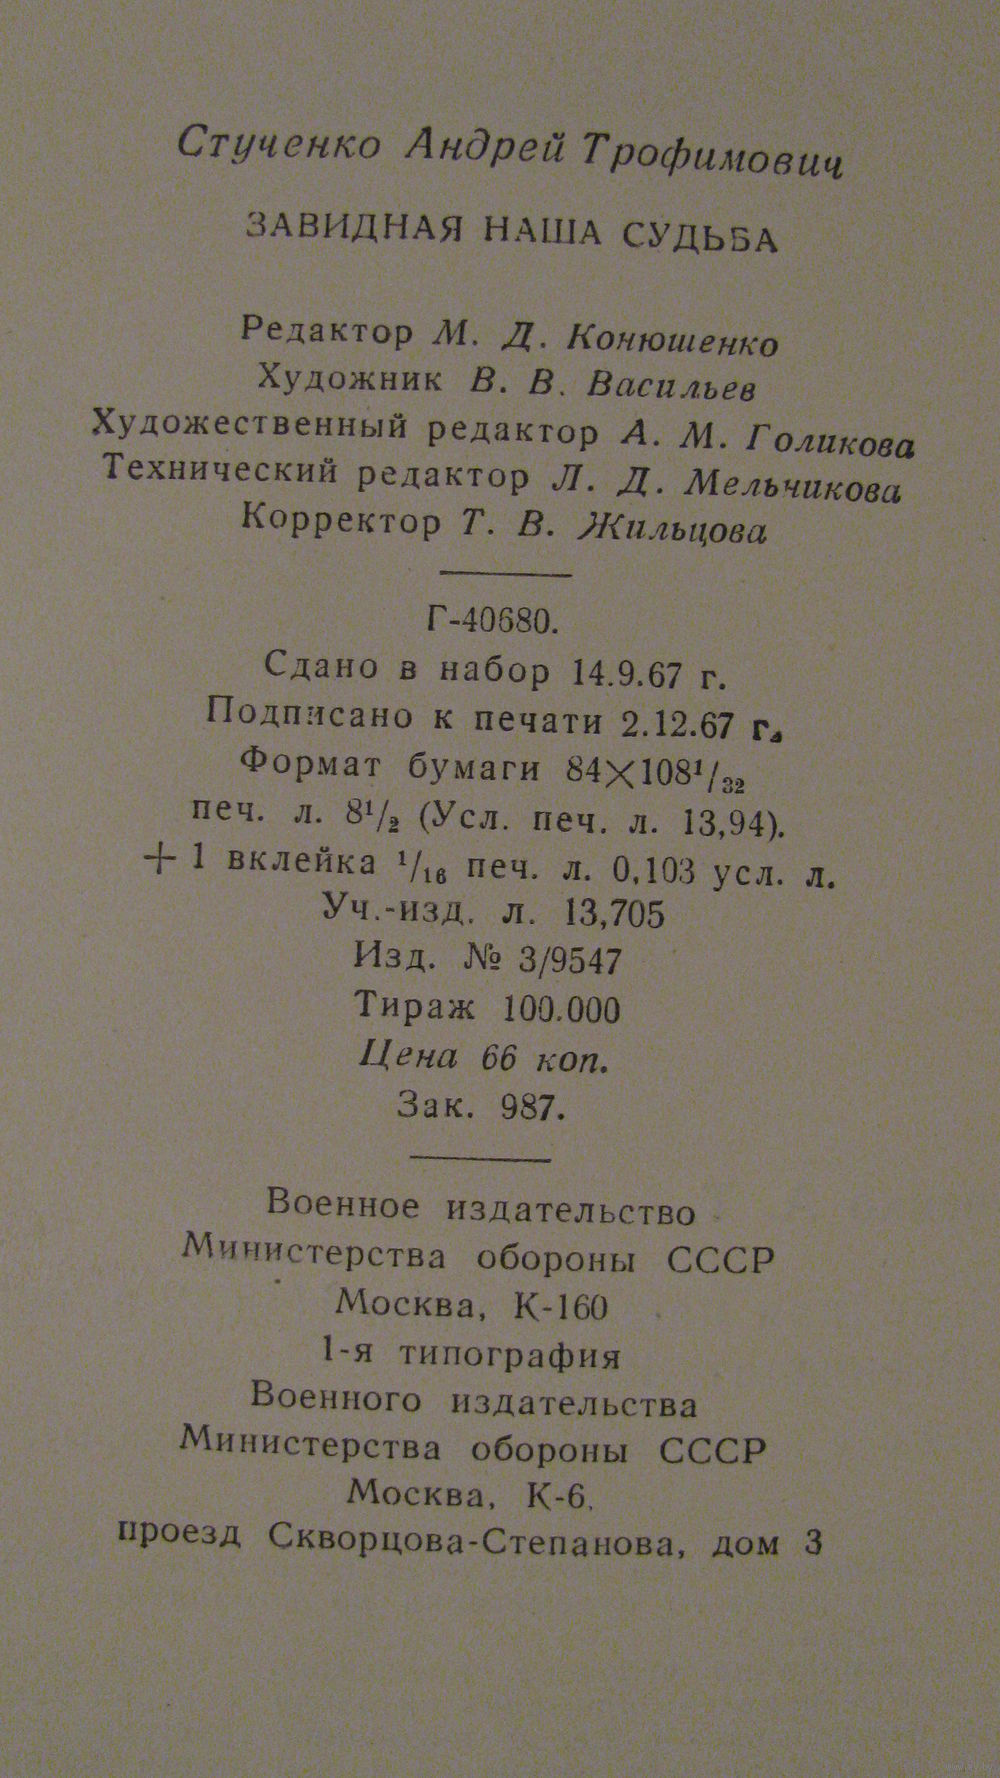 Стученко Андрей Трофимович
ЗАВИДНАЯ НАША СУДЬБА
Редактор М. Д. Конюшенко
Художник В. В. Васильев
Художественный редактор А. М. Голикова
Технический редактор Л. Д. Мельчикова
Корректор Т. В. Жильцова
Г-40680.
Сдано в набор 14.9.67 г.
Подписано к печати 2.12.67 г.
Формат бумаги 84×108¹/₃₂
печ. л. 8¹/₂ (Усл. печ. л. 13,94).
+ 1 вклейка ¹/₁₆ печ. л. 0,103 усл. л.
Уч.-изд. л. 13,705
Изд. № 3/9547
Тираж 100.000
Цена 66 коп.
Зак. 987.
Военное издательство
Министерства обороны СССР
Москва, К-160
1-я типография
Военного издательства
Министерства обороны СССР
Москва, К-6,
проезд Скворцова-Степанова, дом 3